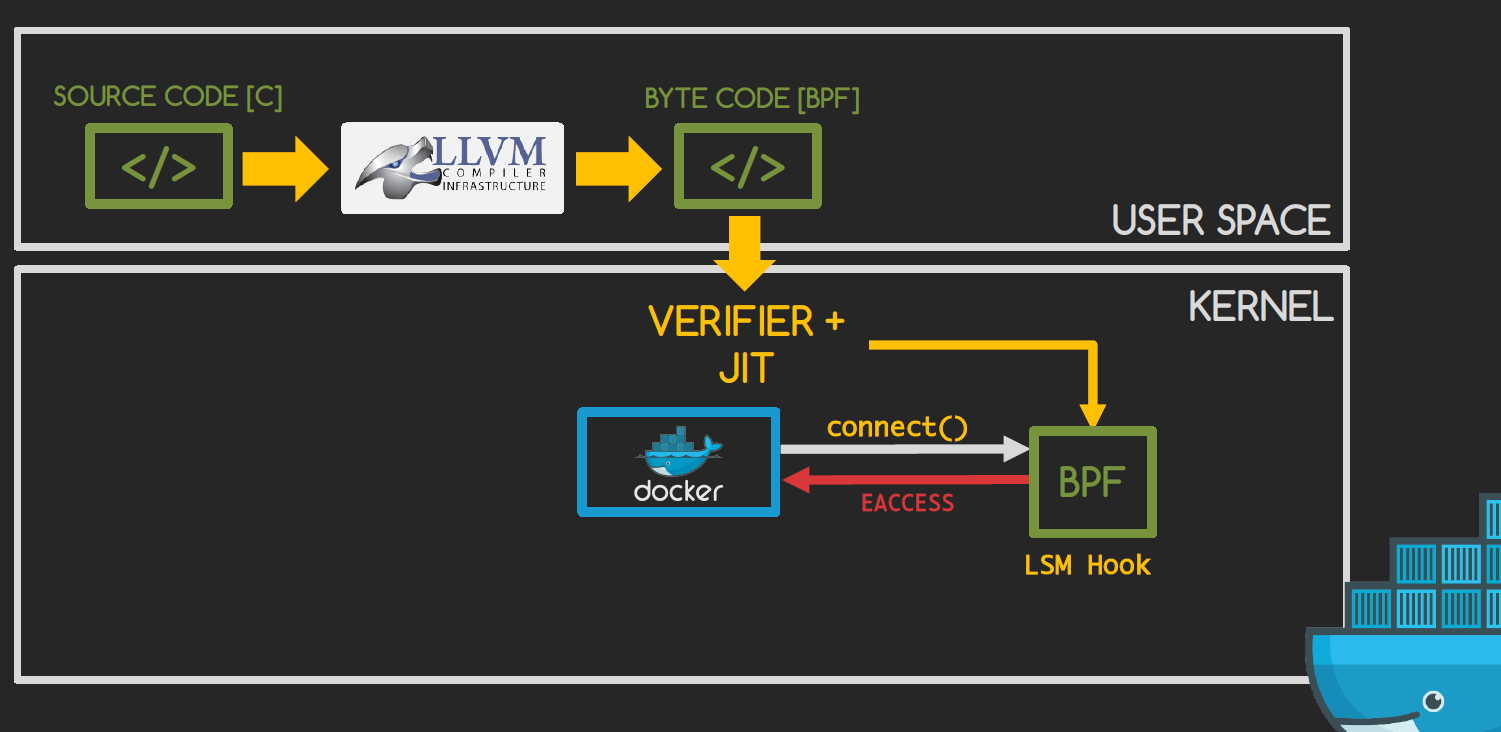 SOURCE CODE [C]
BYTE CODE [BPF]
</>
LLVM
COMPILER
INFRASTRUCTURE
</>
USER SPACE
KERNEL
VERIFIER +
JIT
connect()
docker
BPF
EACCESS
LSM Hook